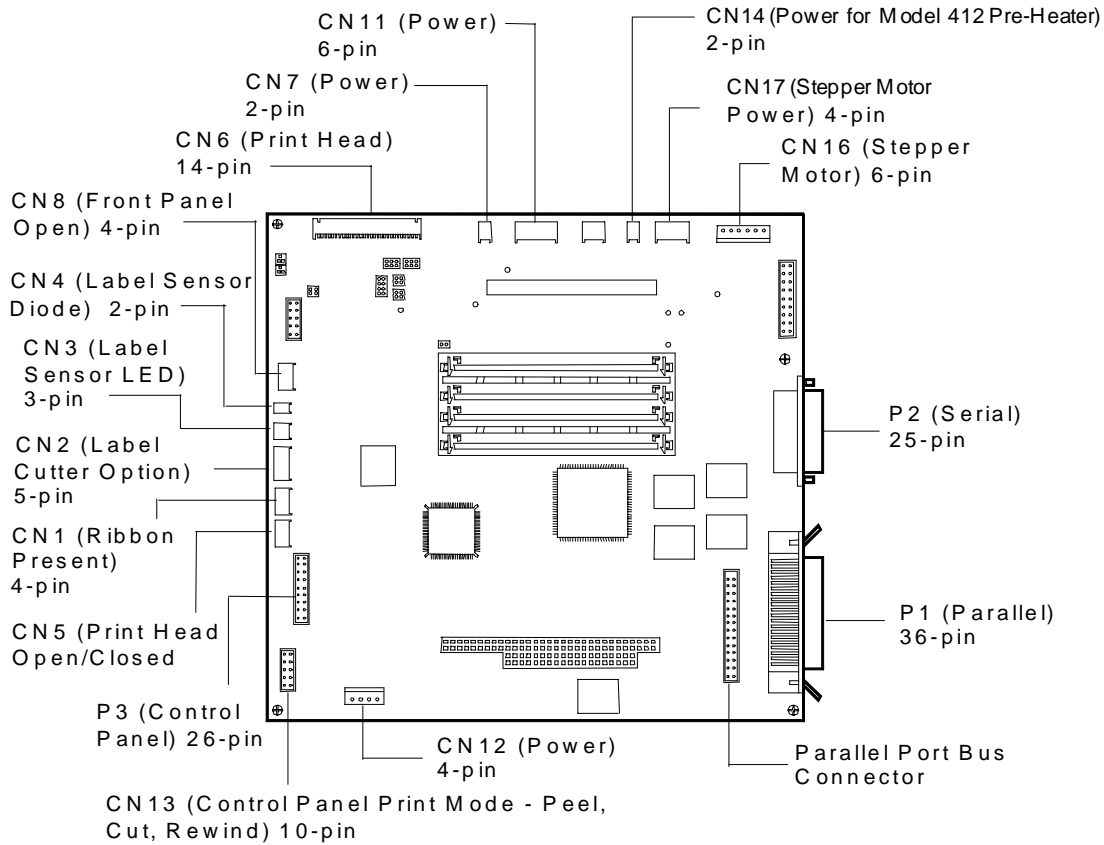 CN11 (Power)
6-pin
CN14 (Power for Model 412 Pre-Heater)
2-pin
CN7 (Power)
2-pin
CN17 (Stepper Motor
Power) 4-pin
CN6 (Print Head)
14-pin
CN16 (Stepper
Motor) 6-pin
CN8 (Front Panel
Open) 4-pin
CN4 (Label Sensor
Diode) 2-pin
CN3 (Label
Sensor LED)
3-pin
CN2 (Label
Cutter Option)
5-pin
CN1 (Ribbon
Present)
4-pin
CN5 (Print Head
Open/Closed
P3 (Control
Panel) 26-pin
CN13 (Control Panel Print Mode - Peel,
Cut, Rewind) 10-pin
CN12 (Power)
4-pin
P2 (Serial)
25-pin
P1 (Parallel)
36-pin
Parallel Port Bus
Connector